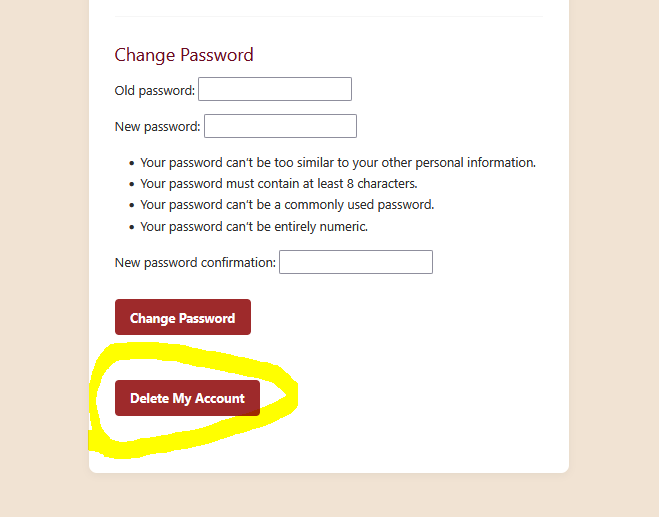 Change Password
Old password:
New password:
• Your password can't be too similar to your other personal information.
• Your password must contain at least 8 characters.
• Your password can't be a commonly used password.
• Your password can't be entirely numeric.
New password confirmation:
Change Password
Delete My Account